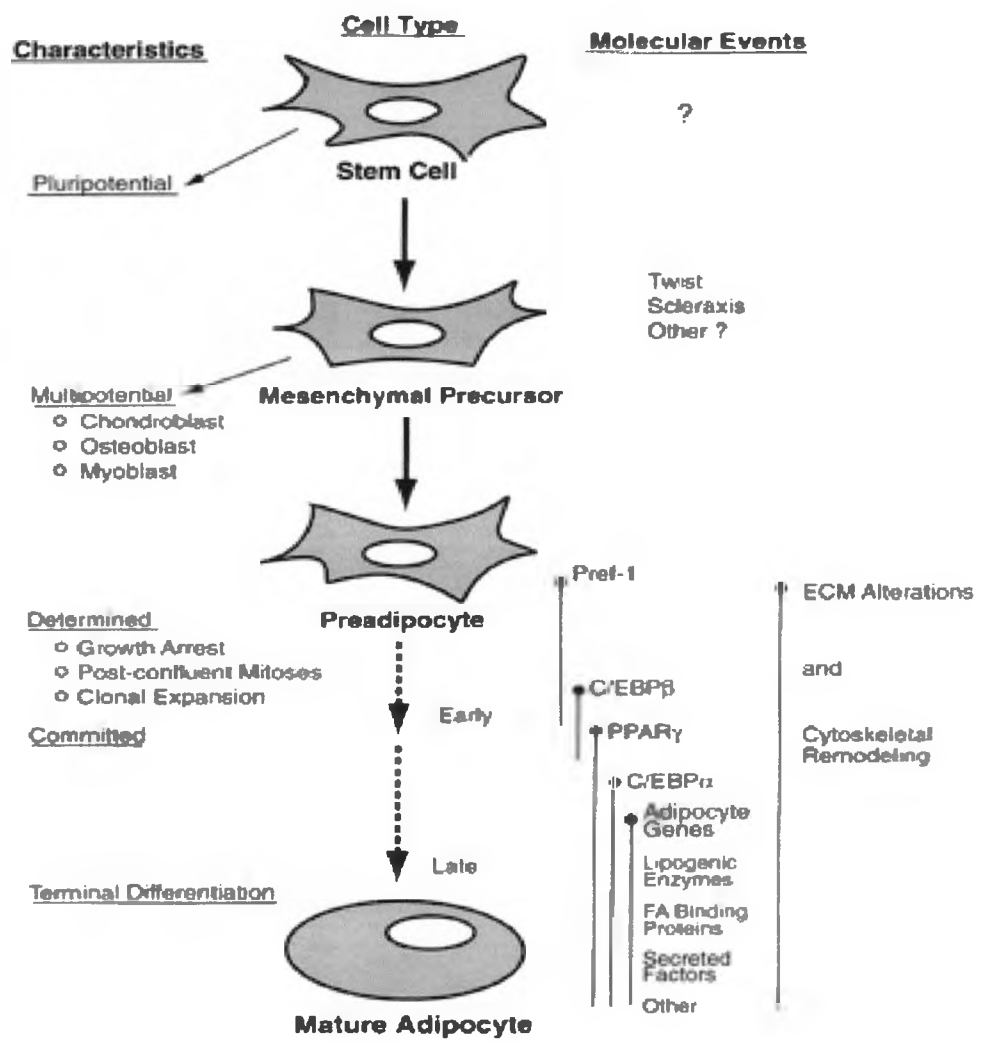 Cell Type
Characteristics
Molecular Events
?
Stem Cell
Pluripotential
Twist
Scleraxis
Other ?
Mesenchymal Precursor
Multipotential
o Chondroblast
o Osteoblast
o Myoblast
Preadipocyte
Pref-1
ECM Alterations
and
Cytoskeletal
Remodeling
Determined
o Growth Arrest
o Post-confluent Mitoses
o Clonal Expansion
Early
C/EBPβ
Committed
PPARγ
C/EBPα
Adipocyte
Genes
Lipogenic
Enzymes
FA Binding
Proteins
Secreted
Factors
Other
Late
Terminal Differentiation
Mature Adipocyte